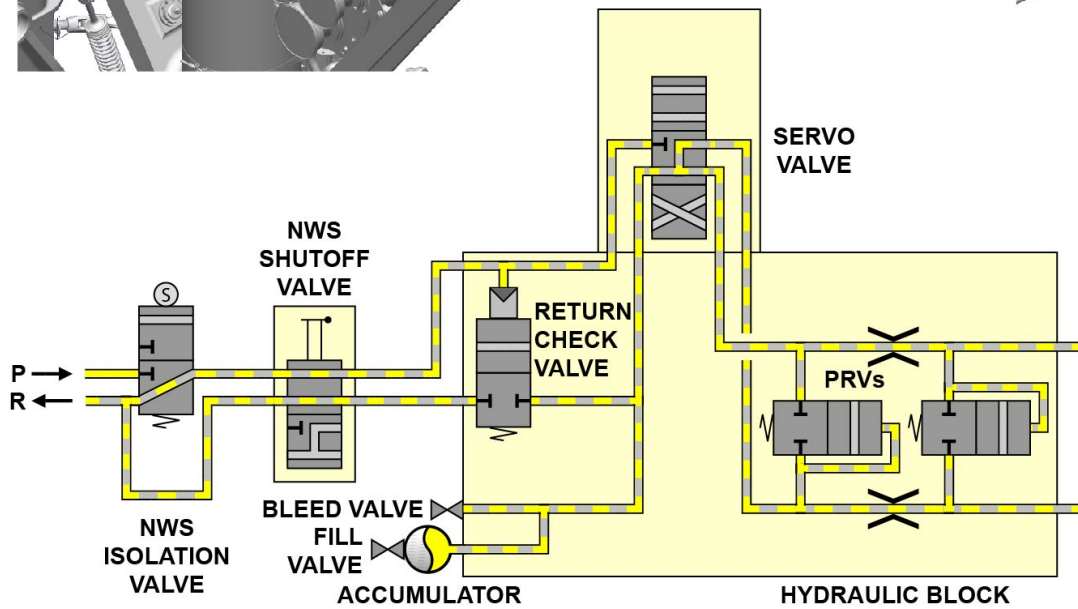 SERVO
VALVE
NWS
SHUTOFF
VALVE
S
RETURN
CHECK
VALVE
P
R
PRVs
BLEED VALVE
FILL
VALVE
NWS
ISOLATION
VALVE
ACCUMULATOR
HYDRAULIC BLOCK